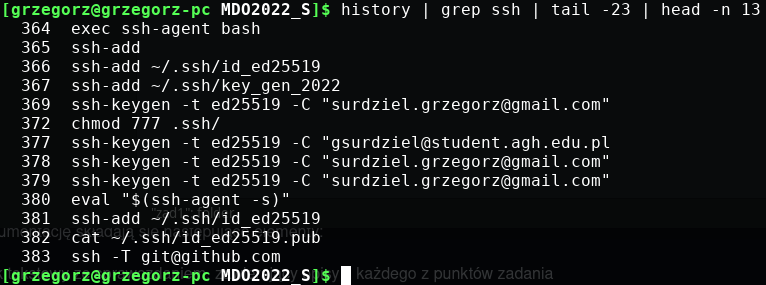 [grzegorz@grzegorz-pc MDO2022_S]$ history | grep ssh | tail -23 | head -n 13
364 exec ssh-agent bash
365 ssh-add
366 ssh-add ~/.ssh/id_ed25519
367 ssh-add ~/.ssh/key_gen_2022
369 ssh-keygen -t ed25519 -C "surdziel.grzegorz@gmail.com"
372 chmod 777 .ssh/
377 ssh-keygen -t ed25519 -C "gsurdziel@student.agh.edu.pl
378 ssh-keygen -t ed25519 -C "surdziel.grzegorz@gmail.com"
379 ssh-keygen -t ed25519 -C "surdziel.grzegorz@gmail.com"
380 eval "$(ssh-agent -s)"
381 ssh-add ~/.ssh/id_ed25519
382 cat ~/.ssh/id_ed25519.pub
383 ssh -T git@github.com
[grzegorz@grzegorz-pc MDO2022_S]$ każdego z punktów zadania